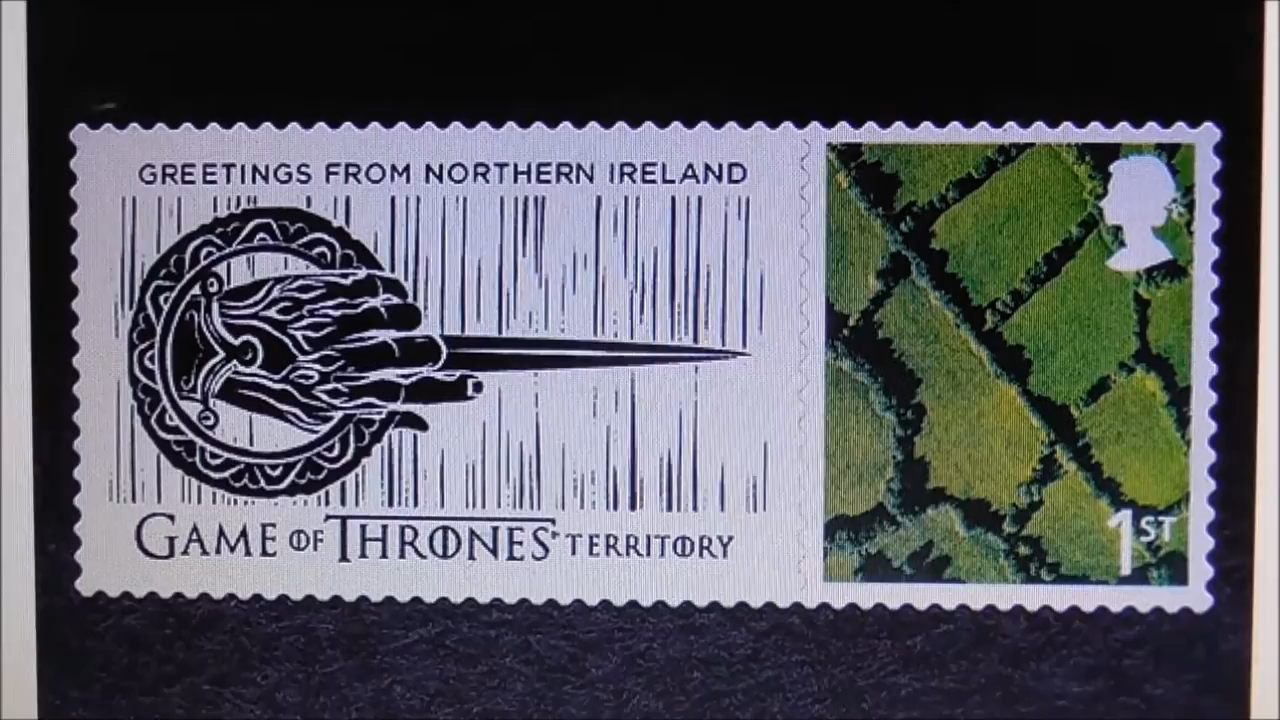 GREETINGS FROM NORTHERN IRELAND
GAME OF THRONES® TERRITORY
1ST